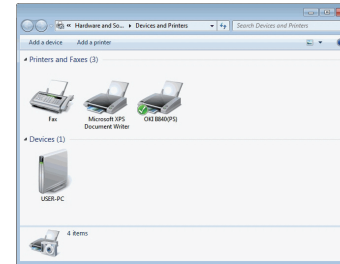 « Hardware and So... ▸ Devices and Printers
Search Devices and Printers
Add a device Add a printer
Printers and Faxes (3)
Fax
Microsoft XPS Document Writer
OKI B840(PS)
Devices (1)
USER-PC
4 items